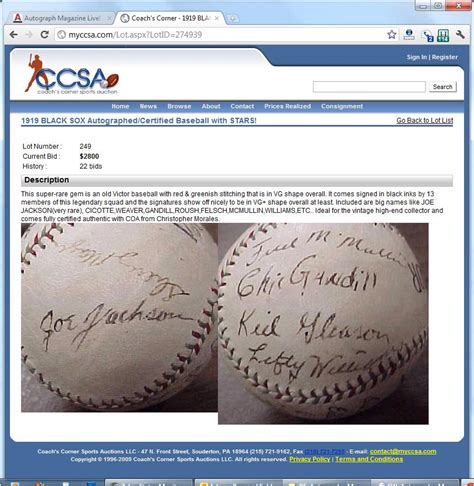 Autograph Magazine Live!
Coach's Corner - 1919 BLA
myccsa.com/Lot.aspx?LotID=274939
Sign In | Register
CCSA
coach's corner sports auction
Search
Home News Browse About Contact Prices Realized Consignment
1919 BLACK SOX Autographed/Certified Baseball with STARS!
Go Back to Lot List
Lot Number : 249
Current Bid : $2800
History : 22 bids
Description
This super-rare gem is an old Victor baseball with red & greenish stitching that is in VG shape overall. It comes signed in black inks by 13
members of this legendary squad and the signatures show off nicely to be in VG+ shape overall at least. Included are big names like JOE
JACKSON(very rare), CICOTTE,WEAVER,GANDILL,ROUSH,FELSCH,MCMULLIN,WILLIAMS,ETC.. Ideal for the vintage high-end collector and
comes fully certified authentic with COA from Christopher Morales.
Joe Jackson
Fred McMullin
Chic Gandill
Kid Gleason
Lefty Williams
Coach's Corner Sports Auctions LLC - 47 N. Front Street, Souderton, PA 18964 (215) 721-9162, Fax - E-mail: contact@myccsa.com
Copyright © 1996-2009 Coach's Corner Sports Auctions LLC. All rights reserved. Privacy Policy | Terms and Conditions